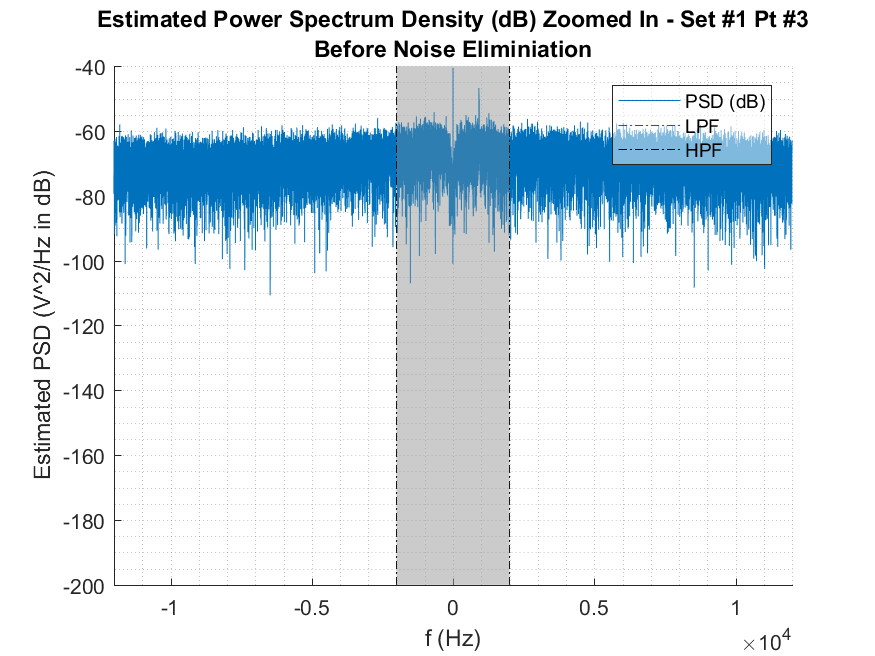 Estimated Power Spectrum Density (dB) Zoomed In - Set #1 Pt #3
Before Noise Eliminiation
-40
-60
-80
-100
-120
-140
-160
-180
-200
Estimated PSD (V^2/Hz in dB)
PSD (dB)
LPF
HPF
-1
-0.5
0
0.5
1
×10^4
f (Hz)